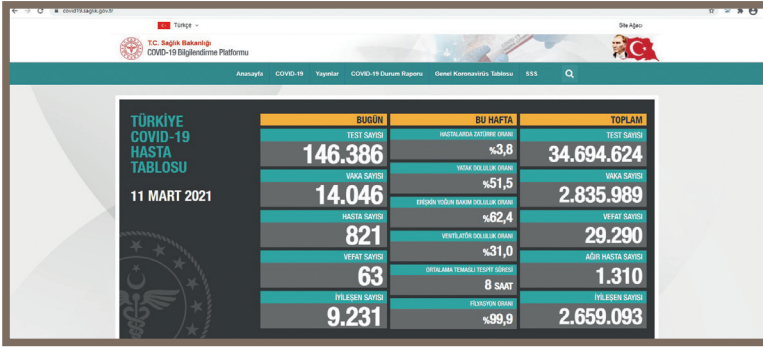 covid19.saglik.gov.tr
Türkçe
Site Ağacı
T.C. Sağlık Bakanlığı
COVID-19 Bilgilendirme Platformu
Anasayfa COVID-19 Yayınlar COVID-19 Durum Raporu Genel Koronavirüs Tablosu SSS
TÜRKİYE
COVID-19
HASTA
TABLOSU
11 MART 2021
BUGÜN
TEST SAYISI
146.386
VAKA SAYISI
14.046
HASTA SAYISI
821
VEFAT SAYISI
63
İYİLEŞEN SAYISI
9.231
BU HAFTA
HASTALARDA ZATÜRRE ORANI
%3,8
YATAK DOLULUK ORANI
%51,5
ERİŞKİN YOĞUN BAKIM DOLULUK ORANI
%62,4
VENTİLATÖR DOLULUK ORANI
%31,0
ORTALAMA TEMASLI TESPİT SÜRESİ
8 SAAT
FİLYASYON ORANI
%99,9
TOPLAM
TEST SAYISI
34.694.624
VAKA SAYISI
2.835.989
VEFAT SAYISI
29.290
AĞIR HASTA SAYISI
1.310
İYİLEŞEN SAYISI
2.659.093